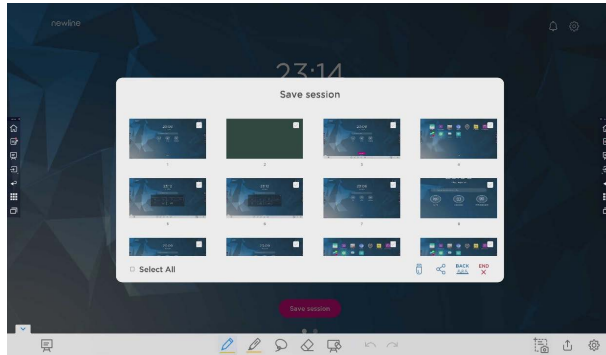 newline
23:14
Save session
1 2 3 4
5 6 7 8
Select All
BACK
END
Save session